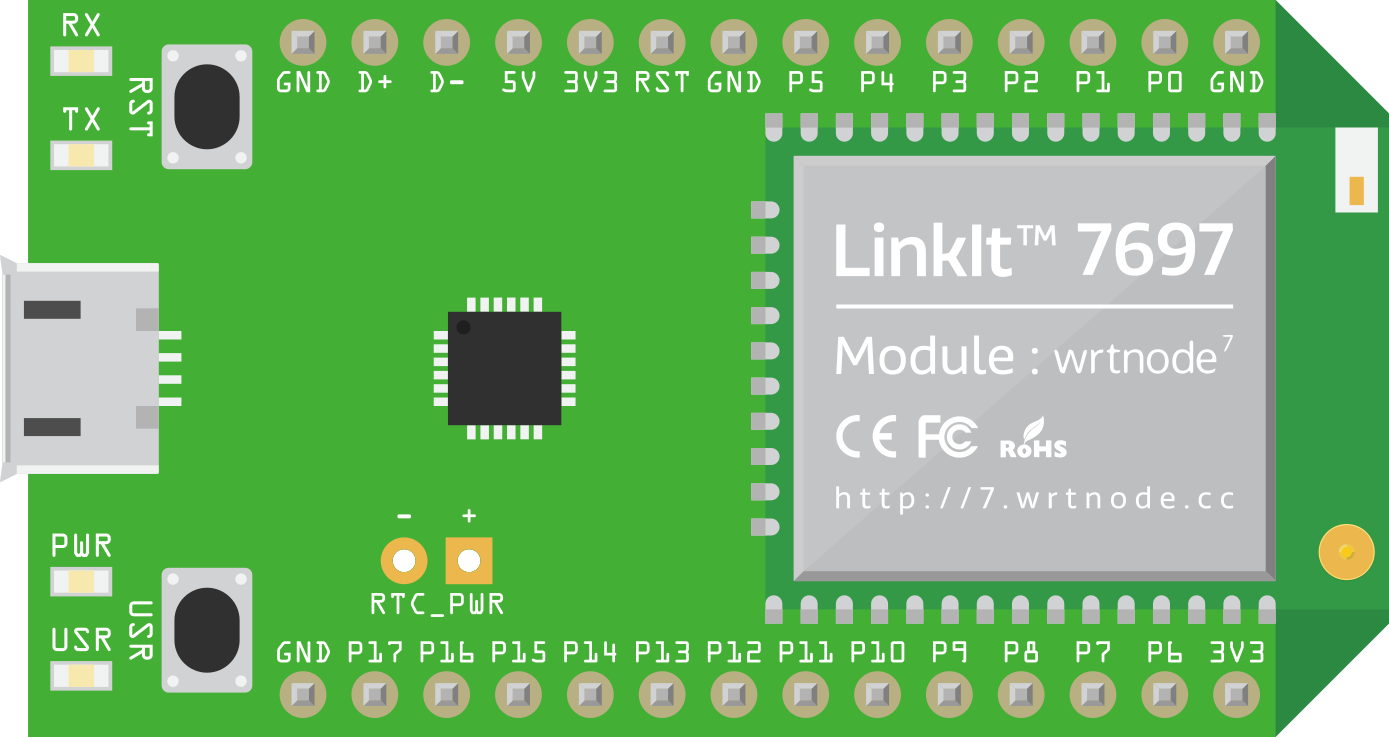 RX
TX
RST
GND D+ D- 5V 3V3 RST GND P5 P4 P3 P2 P1 P0 GND
LinkIt™ 7697
Module : wrtnode⁷
CE FC RoHS
http://7.wrtnode.cc
- +
RTC_PWR
PWR
USR
USR
GND P17 P16 P15 P14 P13 P12 P11 P10 P9 P8 P7 P6 3V3